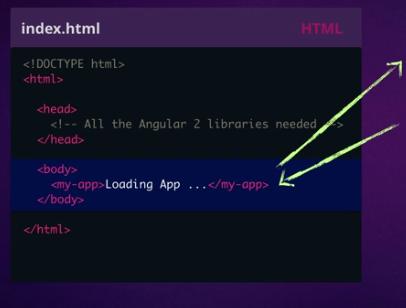 index.html HTML
<!DOCTYPE html>
<html>
<head>
<!-- All the Angular 2 libraries needed -->
</head>
<body>
<my-app>Loading App ...</my-app>
</body>
</html>